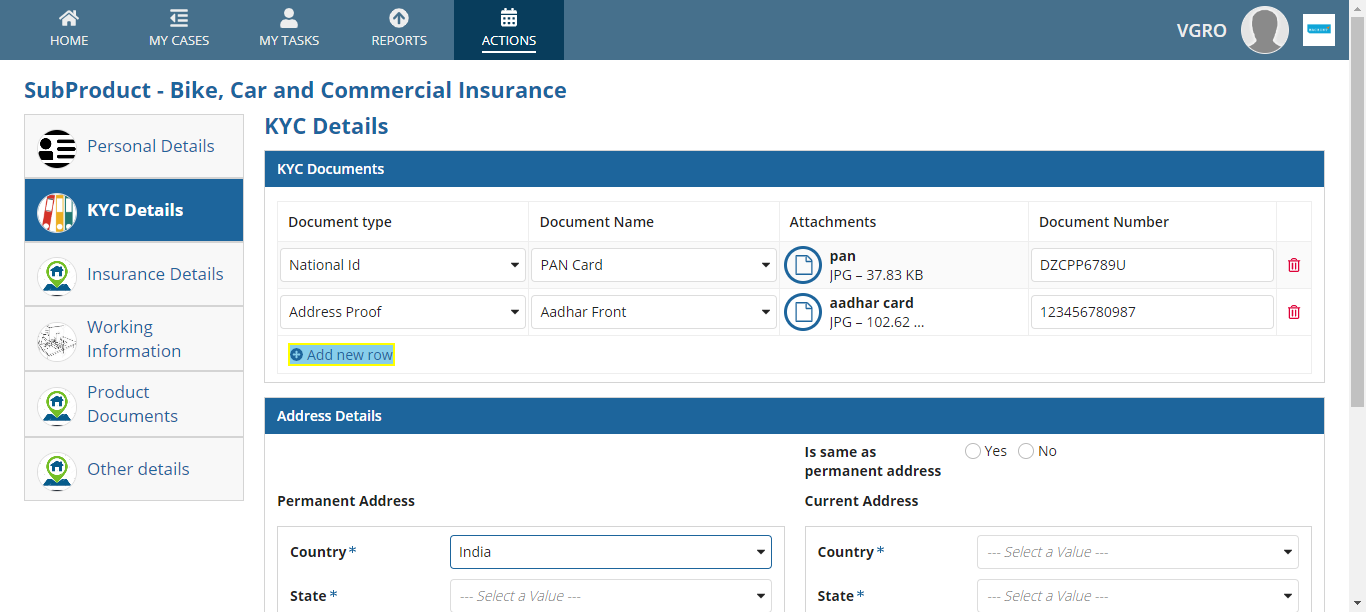 HOME
MY CASES
MY TASKS
REPORTS
ACTIONS
VGRO
SubProduct - Bike, Car and Commercial Insurance
Personal Details
KYC Details
Insurance Details
Working
Information
Product
Documents
Other details
KYC Details
KYC Documents
Document type Document Name Attachments Document Number
National Id PAN Card pan
JPG – 37.83 KB DZCPP6789U
Address Proof Aadhar Front aadhar card
JPG – 102.62 ... 123456780987
Add new row
Address Details
Is same as
permanent address Yes No
Permanent Address Current Address
Country* India Country* --- Select a Value ---
State* --- Select a Value --- State* --- Select a Value ---